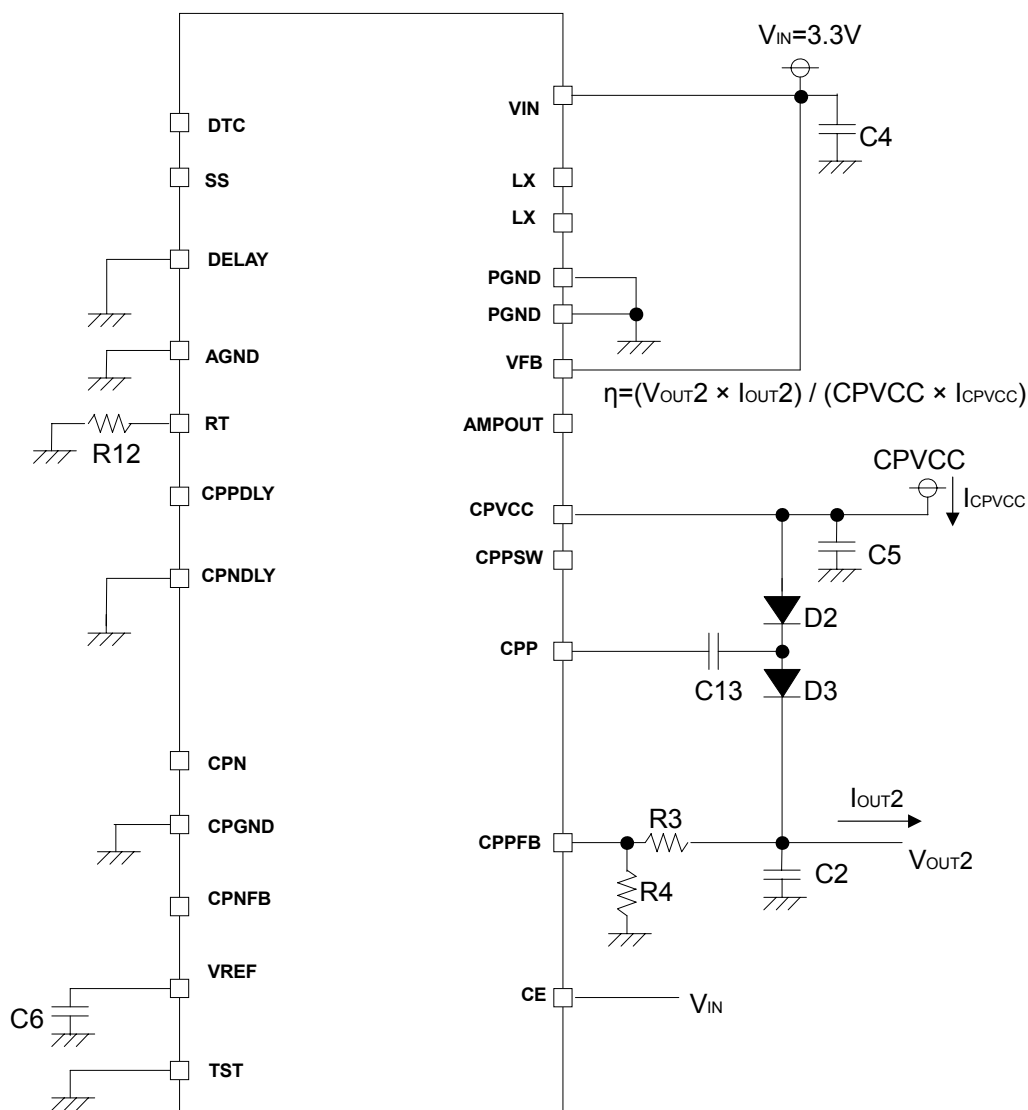 VIN=3.3V
VIN
DTC
C4
SS
LX
LX
DELAY
PGND
PGND
AGND
VFB
η=(VOUT2 × IOUT2) / (CPVCC × ICPVCC)
RT
AMPOUT
R12
CPVCC
CPPDLY
ICPVCC
CPVCC
C5
CPPSW
CPNDLY
D2
CPP
C13
D3
CPN
IOUT2
CPGND
R3
CPPFB
VOUT2
C2
R4
CPNFB
VREF
CE
VIN
C6
TST